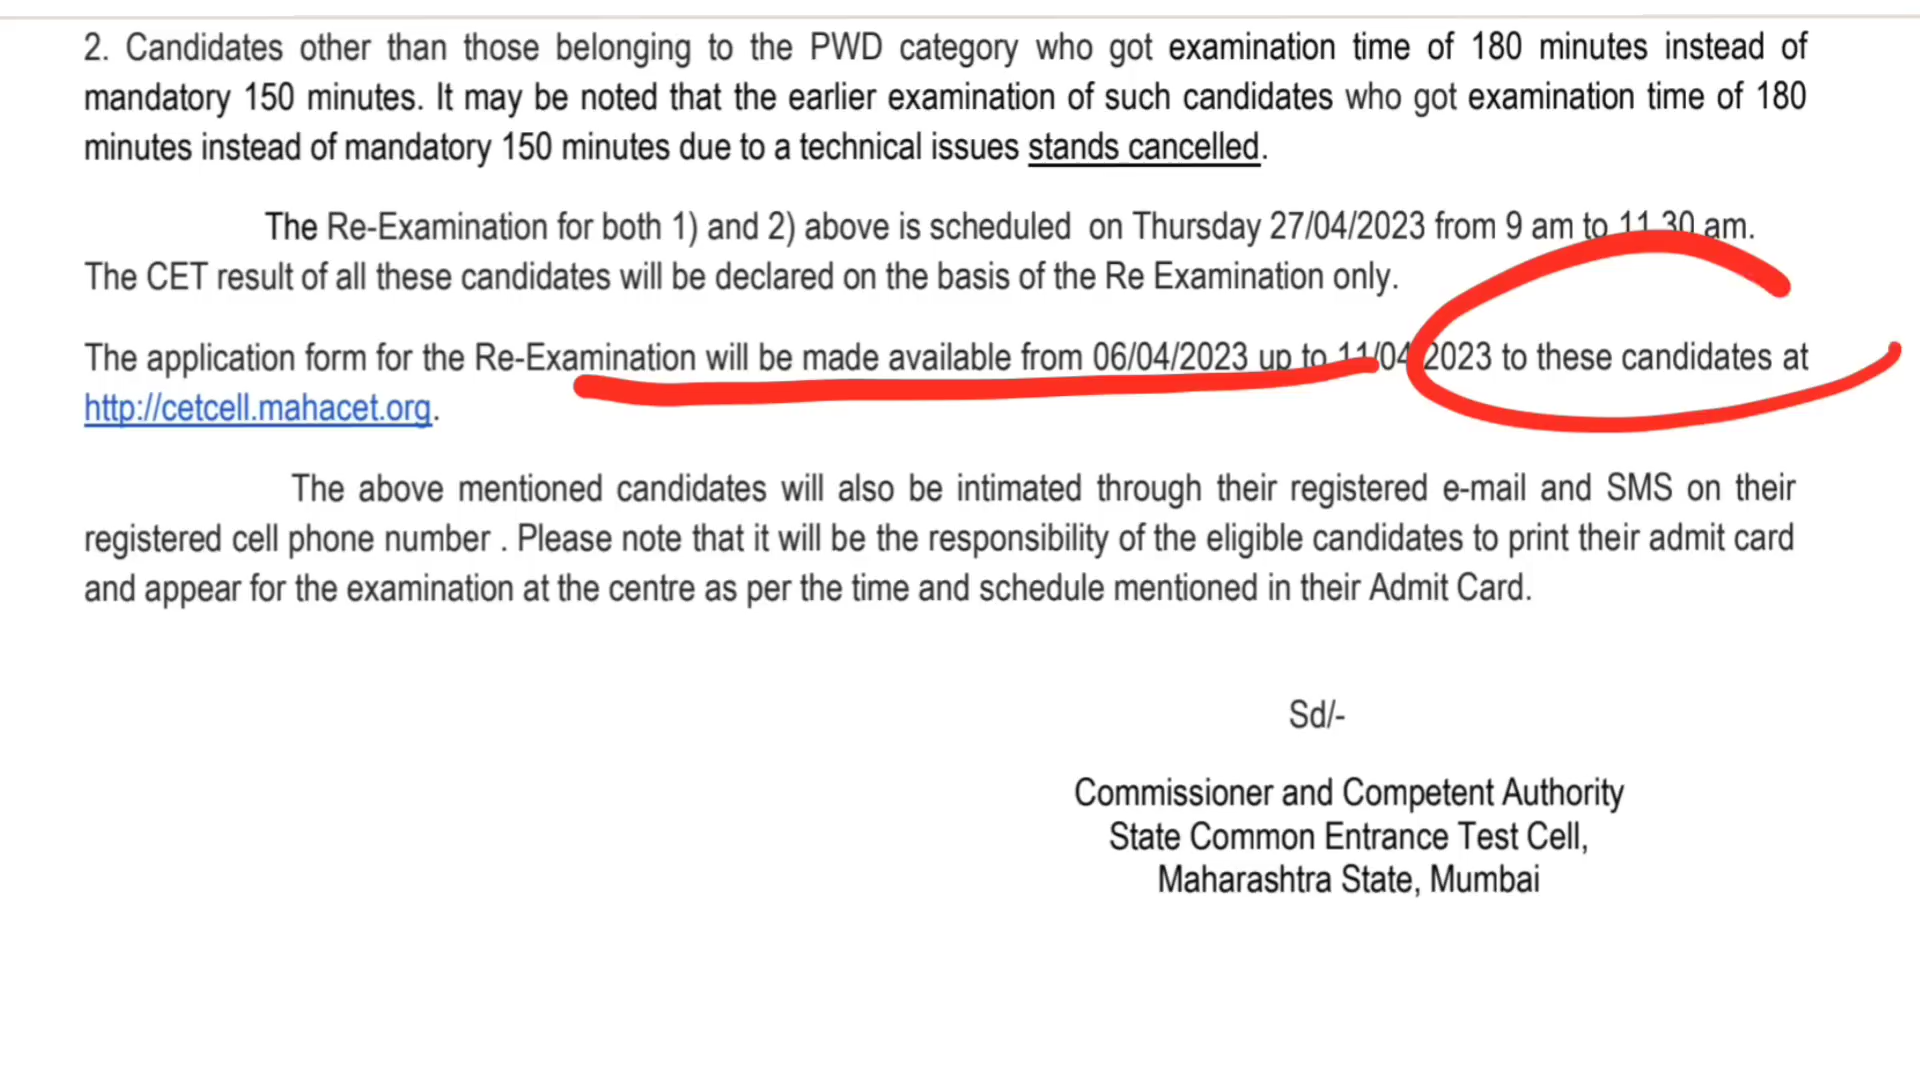 2. Candidates other than those belonging to the PWD category who got examination time of 180 minutes instead of
mandatory 150 minutes. It may be noted that the earlier examination of such candidates who got examination time of 180
minutes instead of mandatory 150 minutes due to a technical issues stands cancelled.
The Re-Examination for both 1) and 2) above is scheduled on Thursday 27/04/2023 from 9 am to 11.30 am.
The CET result of all these candidates will be declared on the basis of the Re Examination only.
The application form for the Re-Examination will be made available from 06/04/2023 up to 11/04/2023 to these candidates at
http://cetcell.mahacet.org.
The above mentioned candidates will also be intimated through their registered e-mail and SMS on their
registered cell phone number . Please note that it will be the responsibility of the eligible candidates to print their admit card
and appear for the examination at the centre as per the time and schedule mentioned in their Admit Card.
Sd/-
Commissioner and Competent Authority
State Common Entrance Test Cell,
Maharashtra State, Mumbai